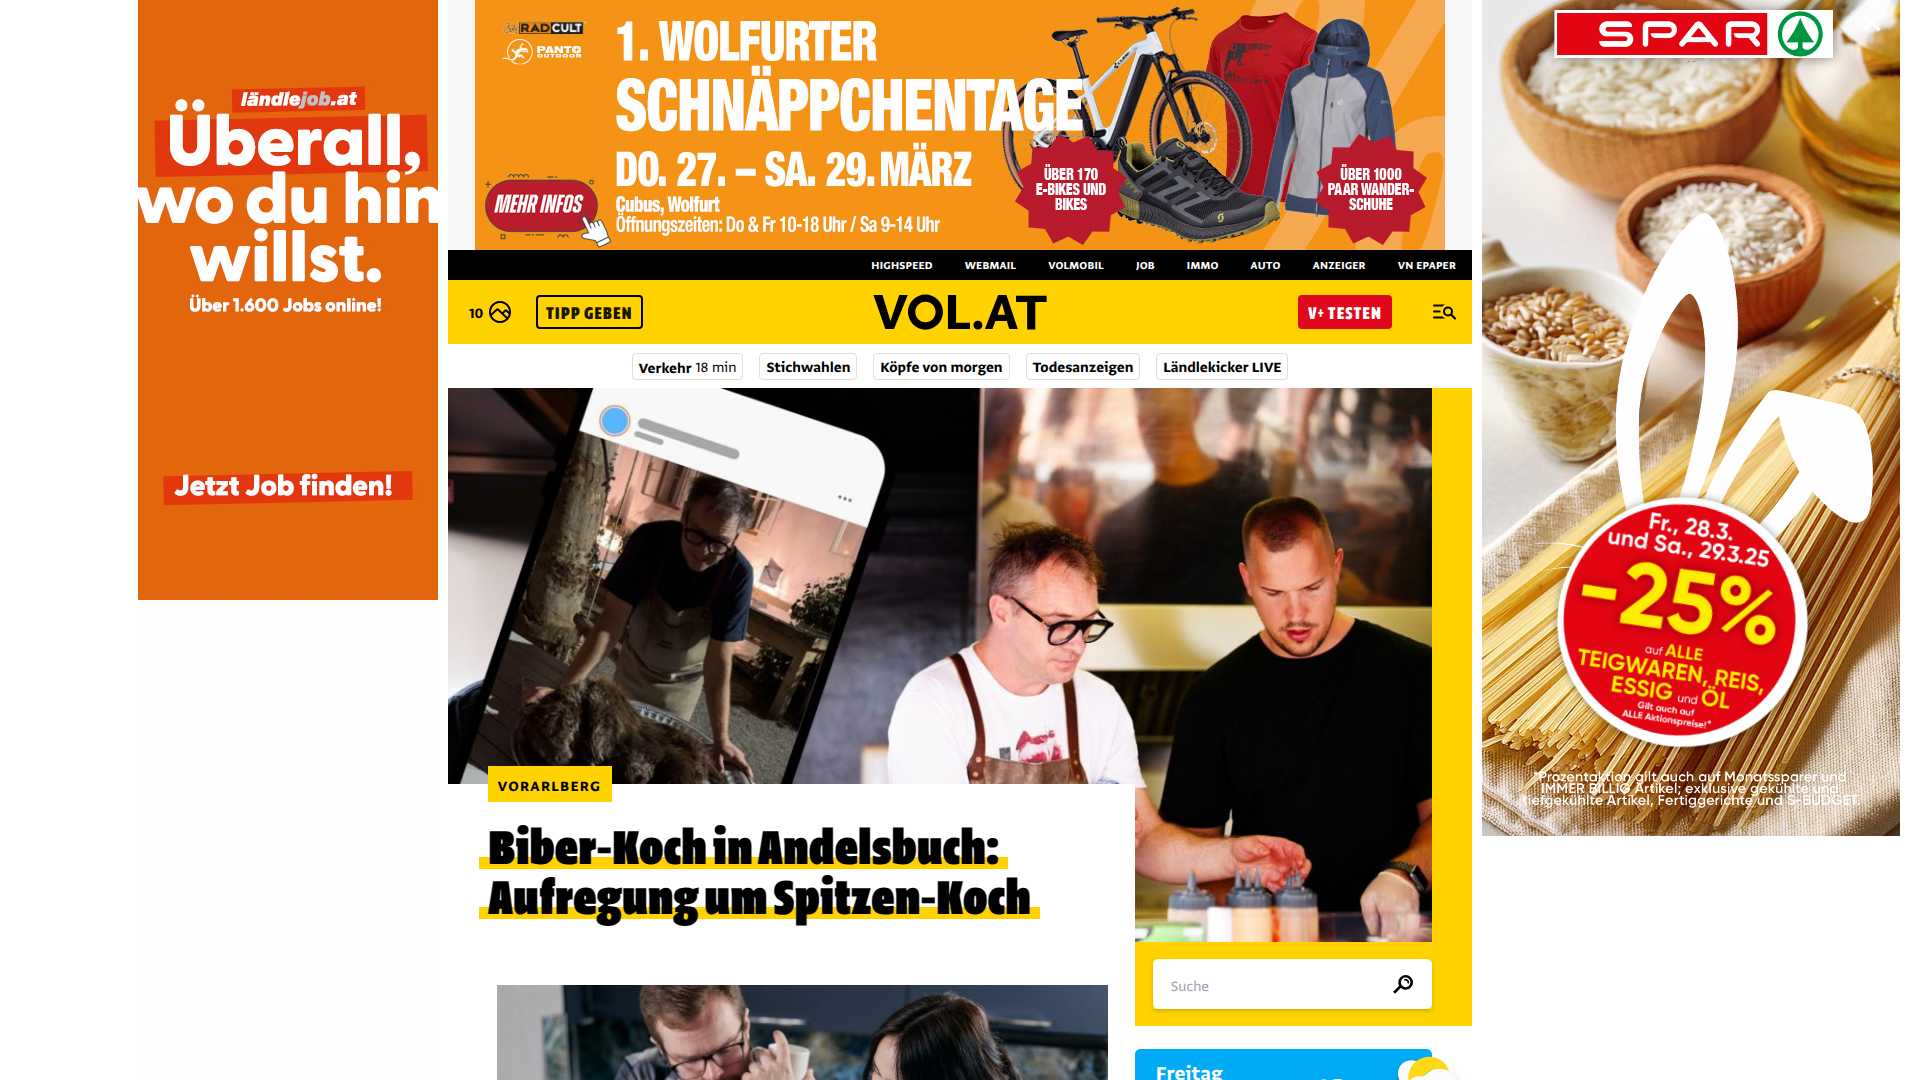 ländlejob.at
Überall,
wo du hin
willst.
Über 1.600 Jobs online!
Jetzt Job finden!
RADCULT
PANTO
OUTDOOR
1. WOLFURTER
SCHNÄPPCHENTAGE
DO. 27. – SA. 29. MÄRZ
MEHR INFOS
Cubus, Wolfurt
Öffnungszeiten: Do & Fr 10-18 Uhr / Sa 9-14 Uhr
ÜBER 170
E-BIKES UND
BIKES
ÜBER 1000
PAAR WANDER-
SCHUHE
HIGHSPEED WEBMAIL VOLMOBIL JOB IMMO AUTO ANZEIGER VN EPAPER
10 TIPP GEBEN VOL.AT V+ TESTEN
Verkehr 18 min Stichwahlen Köpfe von morgen Todesanzeigen Ländlekicker LIVE
VORARLBERG
Biber-Koch in Andelsbuch:
Aufregung um Spitzen-Koch
Suche
Freitag
SPAR
Fr., 28.3.
und Sa., 29.3.25
-25%
auf ALLE
TEIGWAREN, REIS,
ESSIG und ÖL
Gilt auch auf
ALLE Aktionspreise!*
*Prozentaktion gilt auch auf Monatssparer und
IMMER BILLIG Artikel; exklusive gekühlte und
tiefgekühlte Artikel, Fertiggerichte und S-BUDGET.